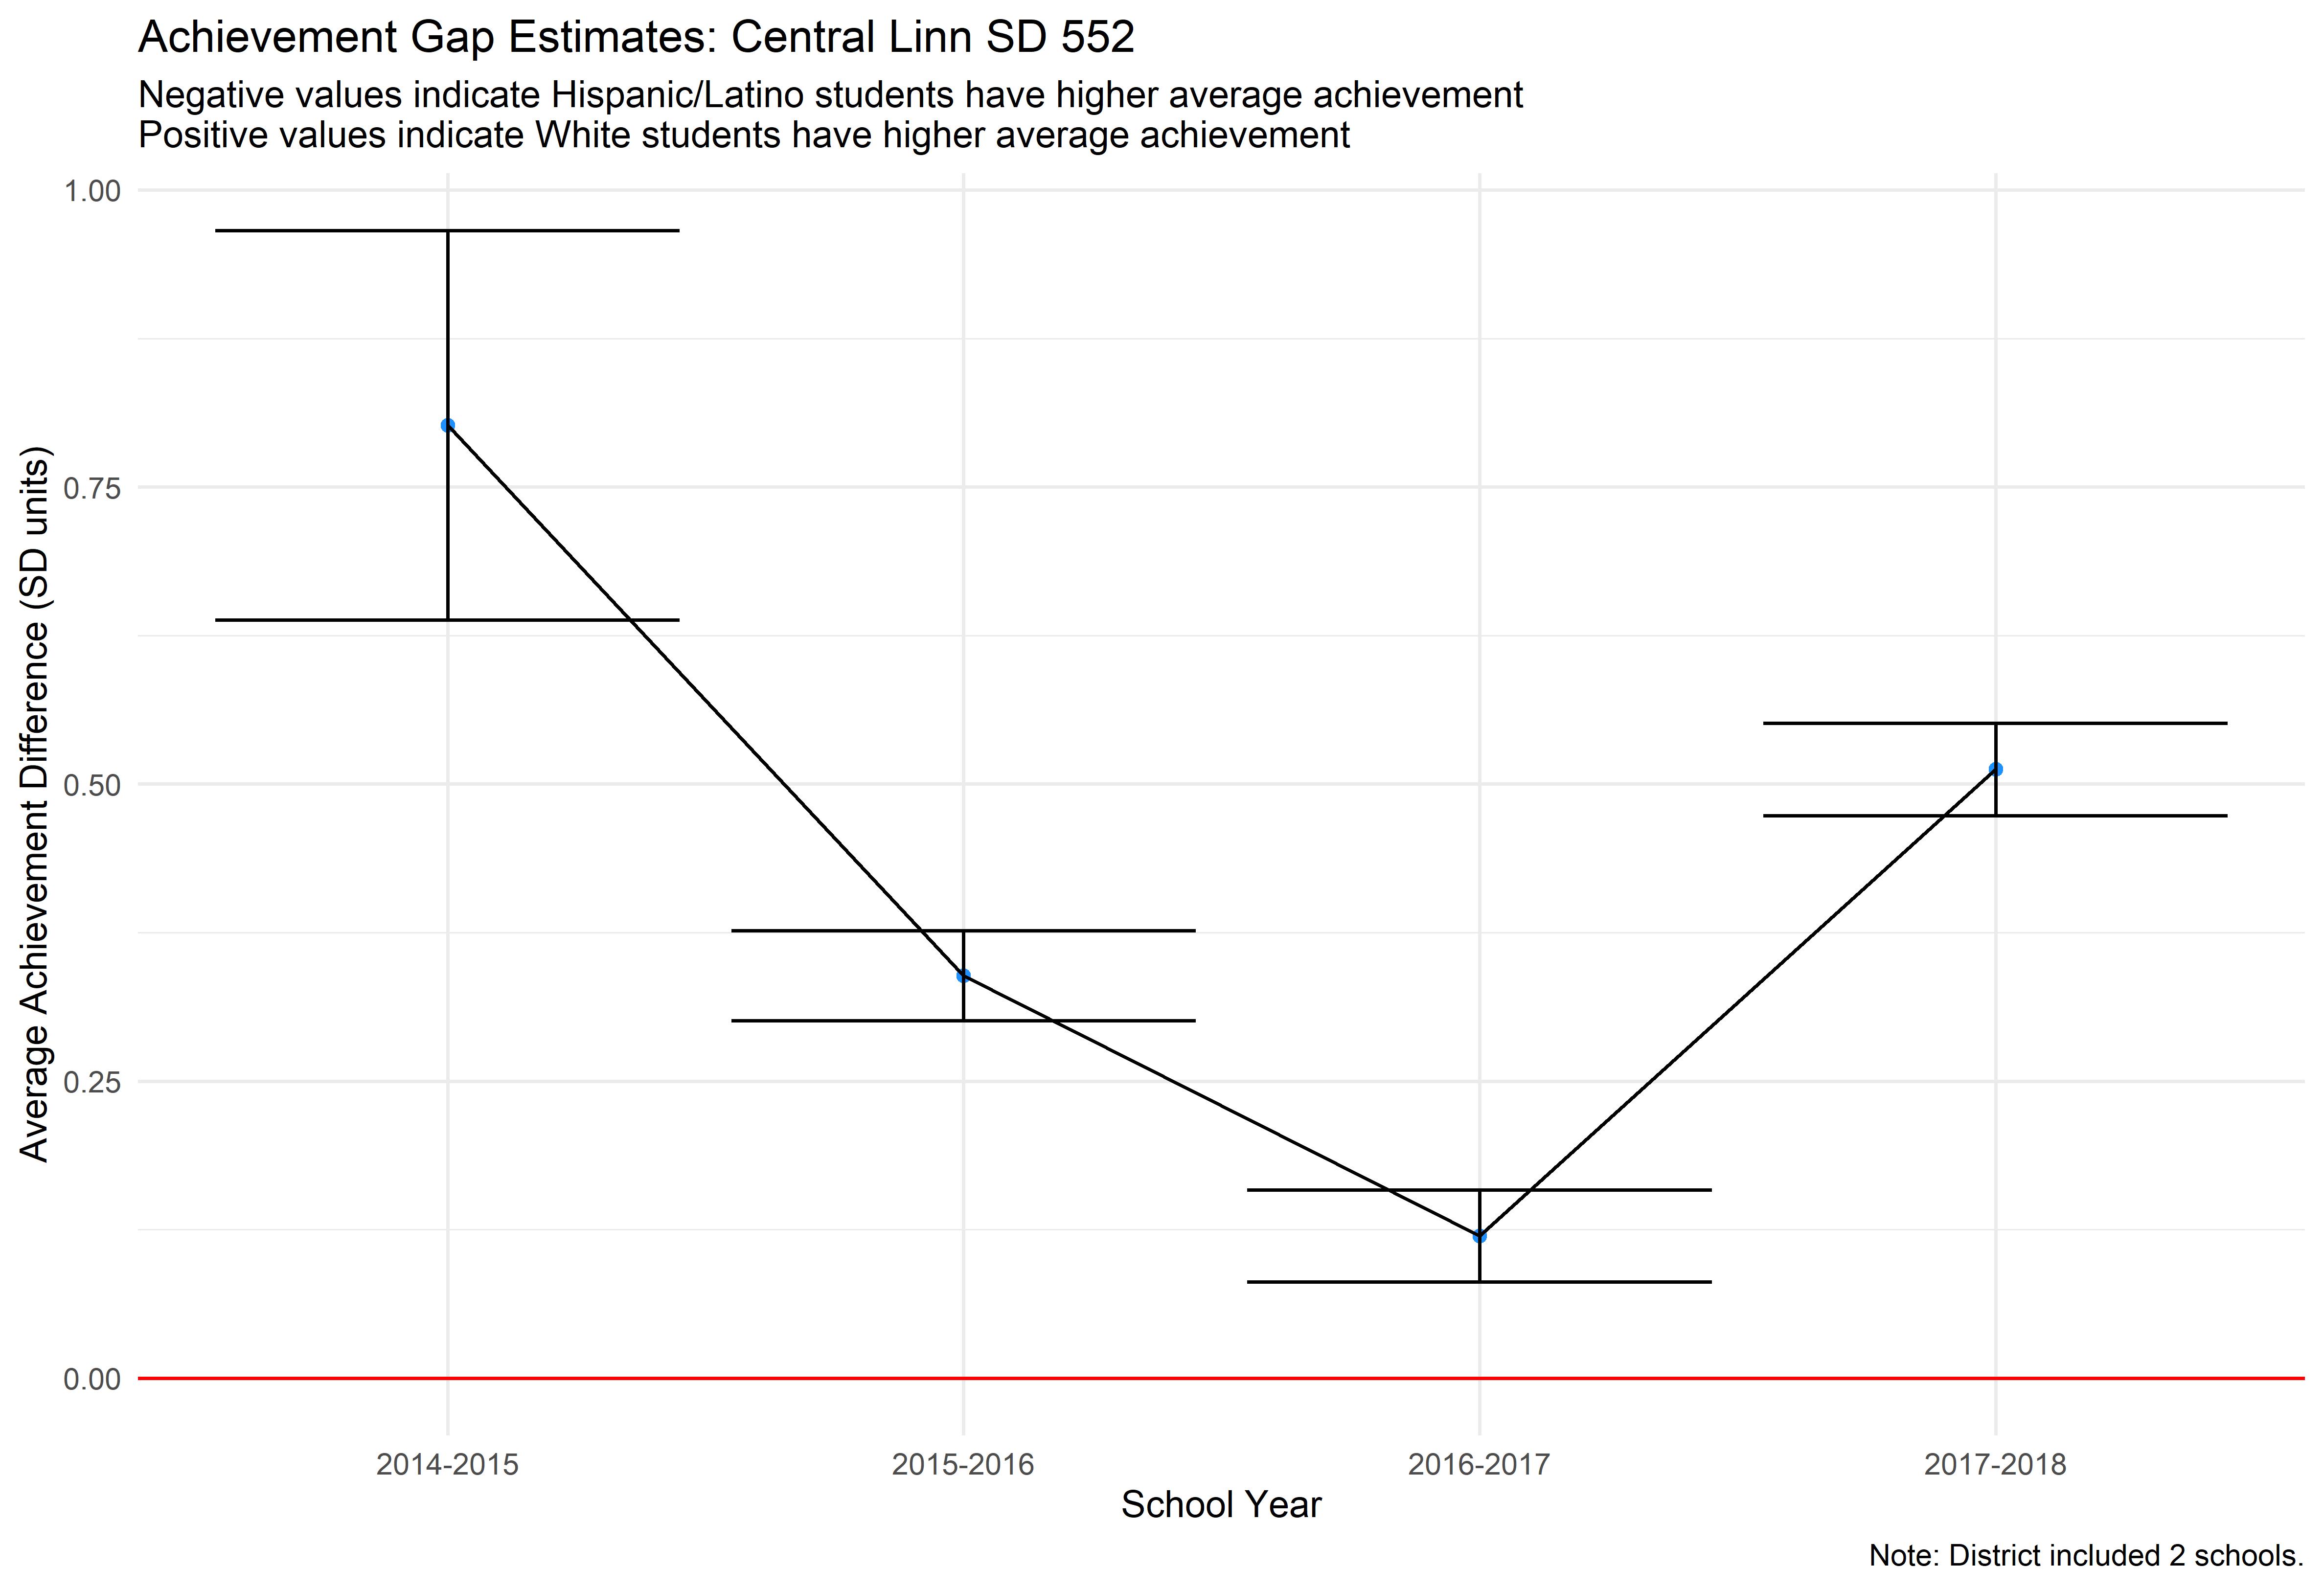 Achievement Gap Estimates: Central Linn SD 552
Negative values indicate Hispanic/Latino students have higher average achievement
Positive values indicate White students have higher average achievement
Average Achievement Difference (SD units)
1.00
0.75
0.50
0.25
0.00
2014-2015
2015-2016
2016-2017
2017-2018
School Year
Note: District included 2 schools.